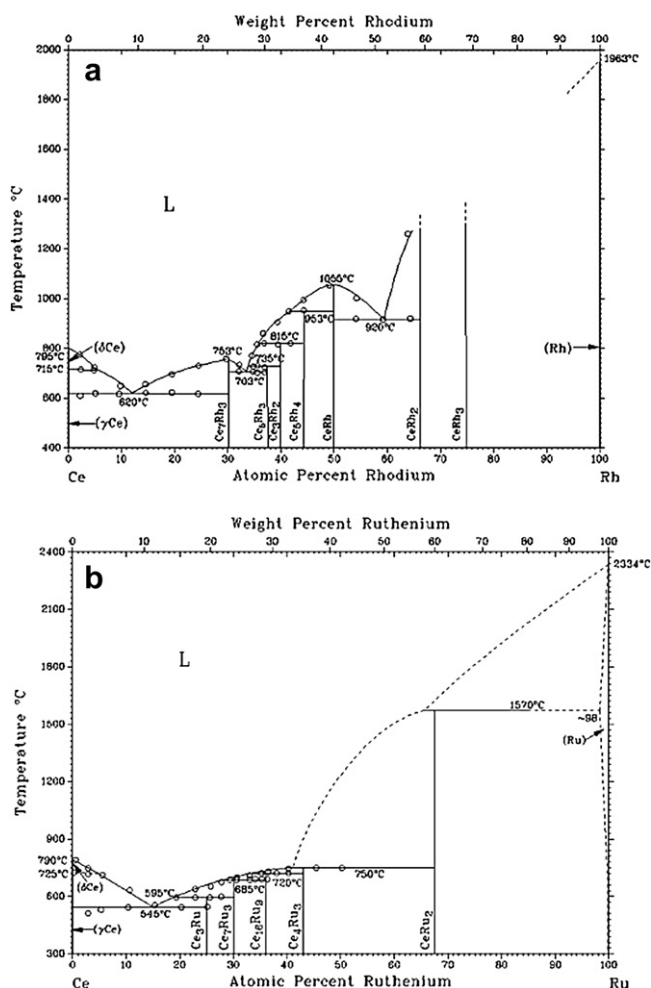 Weight Percent Rhodium
0 10 20 30 40 50 60 70 80 90 100
a
2000
1800
1600
1400
1200
1000
800
600
400
Temperature °C
1963°C
L
1055°C
953°C
920°C
815°C
735°C
753°C
703°C
795°C
(δCe)
715°C
620°C
(γCe)
(Rh)
Ce₇Rh₃
Ce₅Rh₃
Ce₃Rh₂
Ce₅Rh₄
CeRh
CeRh₂
CeRh₃
0 10 20 30 40 50 60 70 80 90 100
Ce Atomic Percent Rhodium Rh
Weight Percent Ruthenium
0 10 20 30 40 50 60 70 80 90 100
b
2400
2100
1800
1500
1200
900
600
300
Temperature °C
2334°C
L
1570°C
~98
(Ru)
790°C
725°C
(δCe)
595°C
545°C
685°C
720°C
750°C
(γCe)
Ce₃Ru
Ce₇Ru₃
Ce₁₆Ru₉
Ce₄Ru₃
CeRu₂
0 10 20 30 40 50 60 70 80 90 100
Ce Atomic Percent Ruthenium Ru